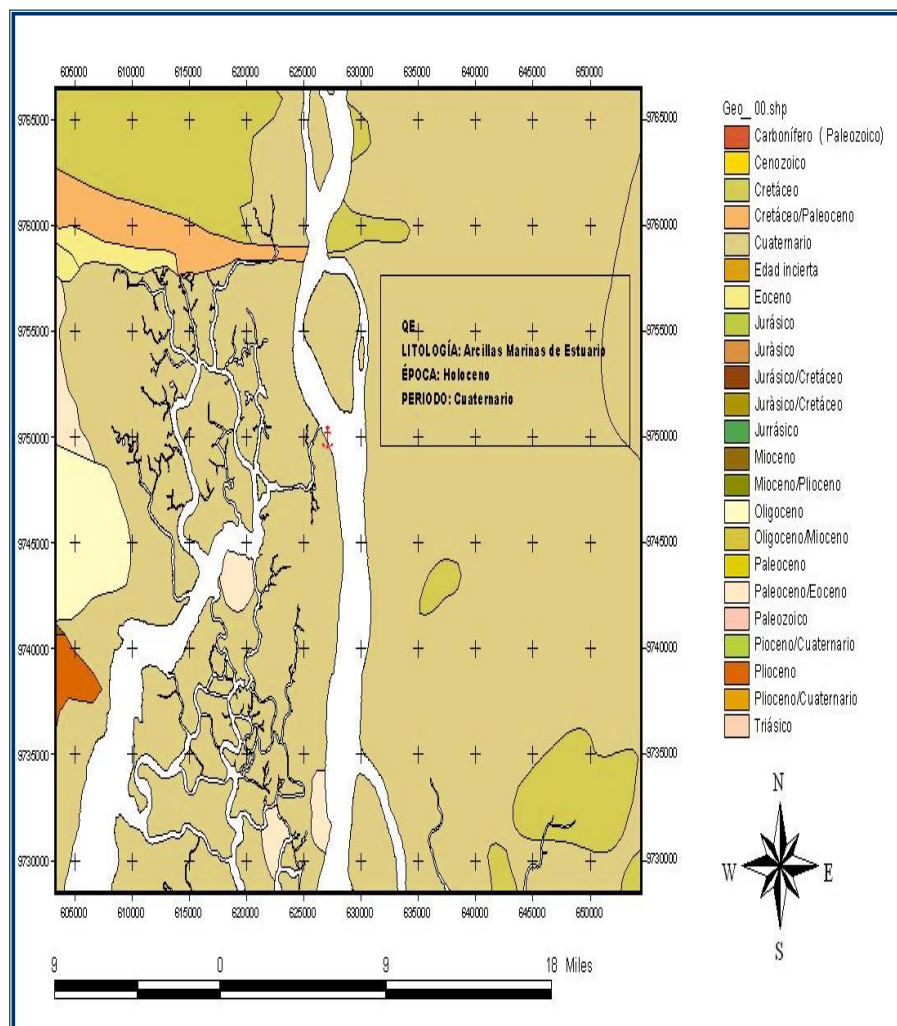 605000 610000 615000 620000 625000 630000 635000 640000 645000 650000
9765000 9765000
9760000 9760000
9755000 9755000
9750000 9750000
9745000 9745000
9740000 9740000
9735000 9735000
9730000 9730000
605000 610000 615000 620000 625000 630000 635000 640000 645000 650000
QE
LITOLOGÍA: Arcillas Marinas de Estuario
ÉPOCA: Holoceno
PERIODO: Cuaternario
Geo_00.shp
Carbonífero ( Paleozoico)
Cenozoico
Cretáceo
Cretáceo/Paleoceno
Cuaternario
Edad incierta
Eoceno
Jurásico
Juràsico
Jurásico/Cretáceo
Juràsico/Cretáceo
Jurrásico
Mioceno
Mioceno/Plioceno
Oligoceno
Oligoceno/Mioceno
Paleoceno
Paleoceno/Eoceno
Paleozoico
Pioceno/Cuaternario
Plioceno
Plioceno/Cuaternario
Triásico
N
W E
S
9 0 9 18 Miles